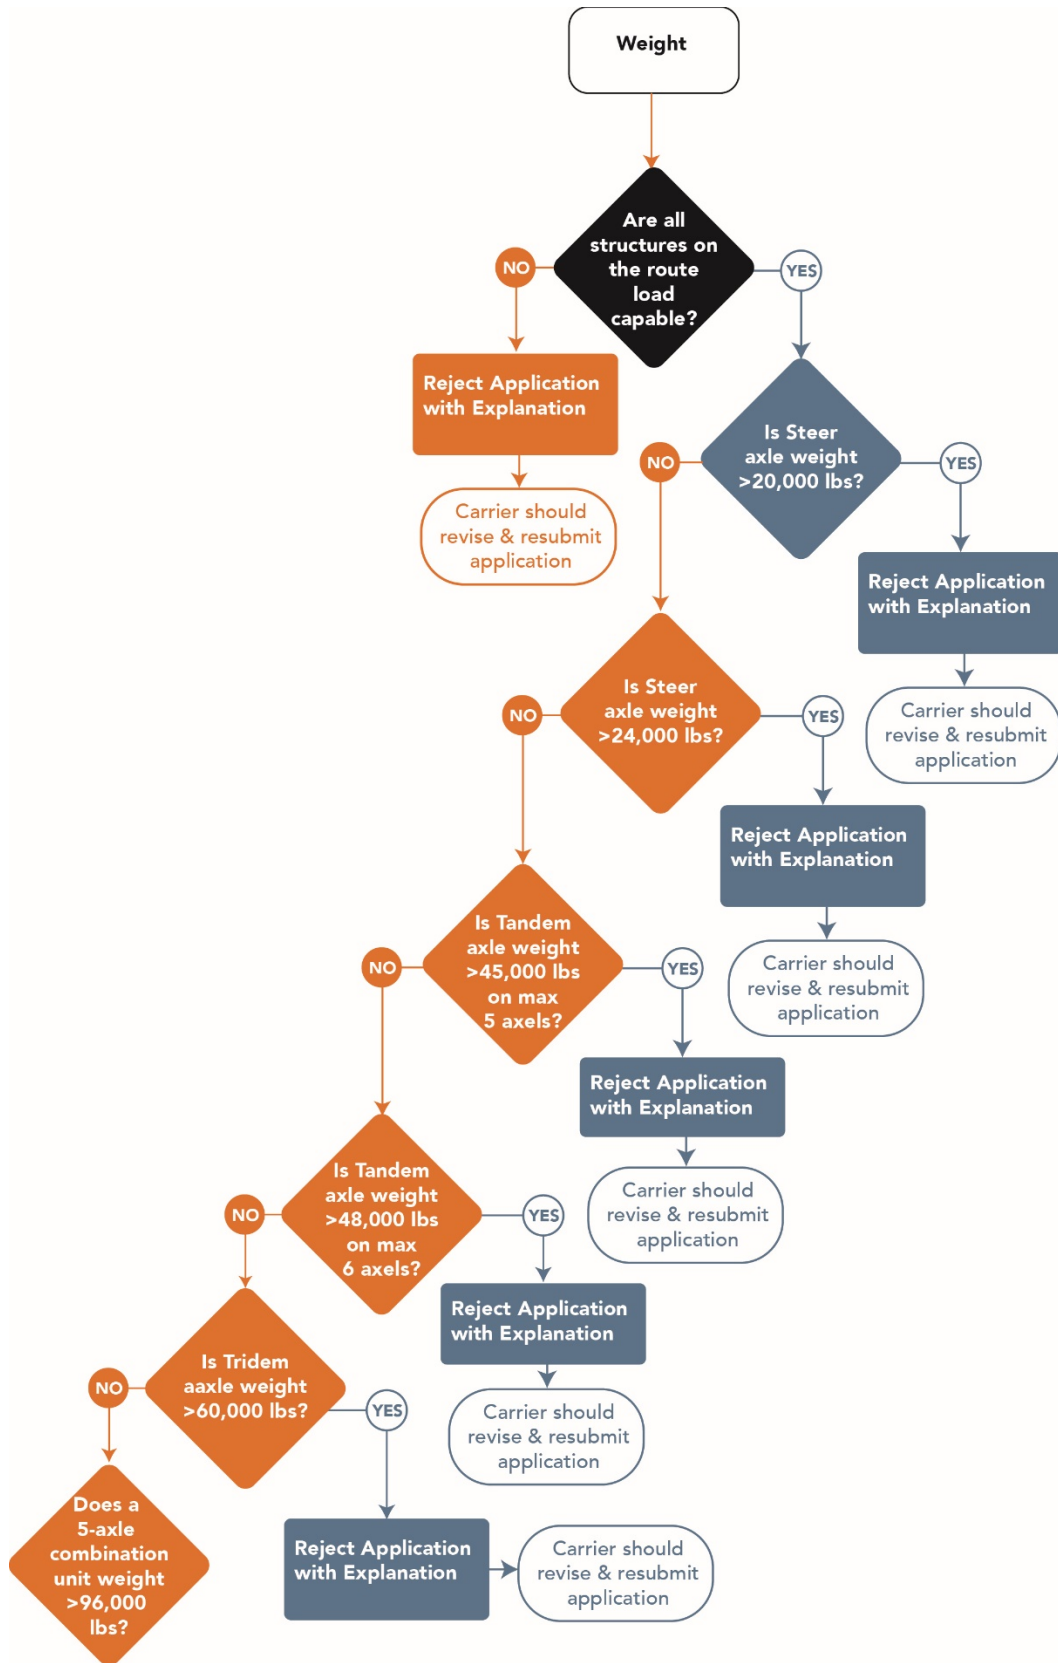 Weight
Are all
structures on
the route
load
capable?
NO
YES
Reject Application
with Explanation
Carrier should
revise & resubmit
application
Is Steer
axle weight
>20,000 lbs?
NO
YES
Reject Application
with Explanation
Carrier should
revise & resubmit
application
Is Steer
axle weight
>24,000 lbs?
NO
YES
Reject Application
with Explanation
Carrier should
revise & resubmit
application
Is Tandem
axle weight
>45,000 lbs
on max
5 axels?
NO
YES
Reject Application
with Explanation
Carrier should
revise & resubmit
application
Is Tandem
axle weight
>48,000 lbs
on max
6 axels?
NO
YES
Reject Application
with Explanation
Carrier should
revise & resubmit
application
Is Tridem
aaxle weight
>60,000 lbs?
NO
YES
Reject Application
with Explanation
Carrier should
revise & resubmit
application
Does a
5-axle
combination
unit weight
>96,000
lbs?